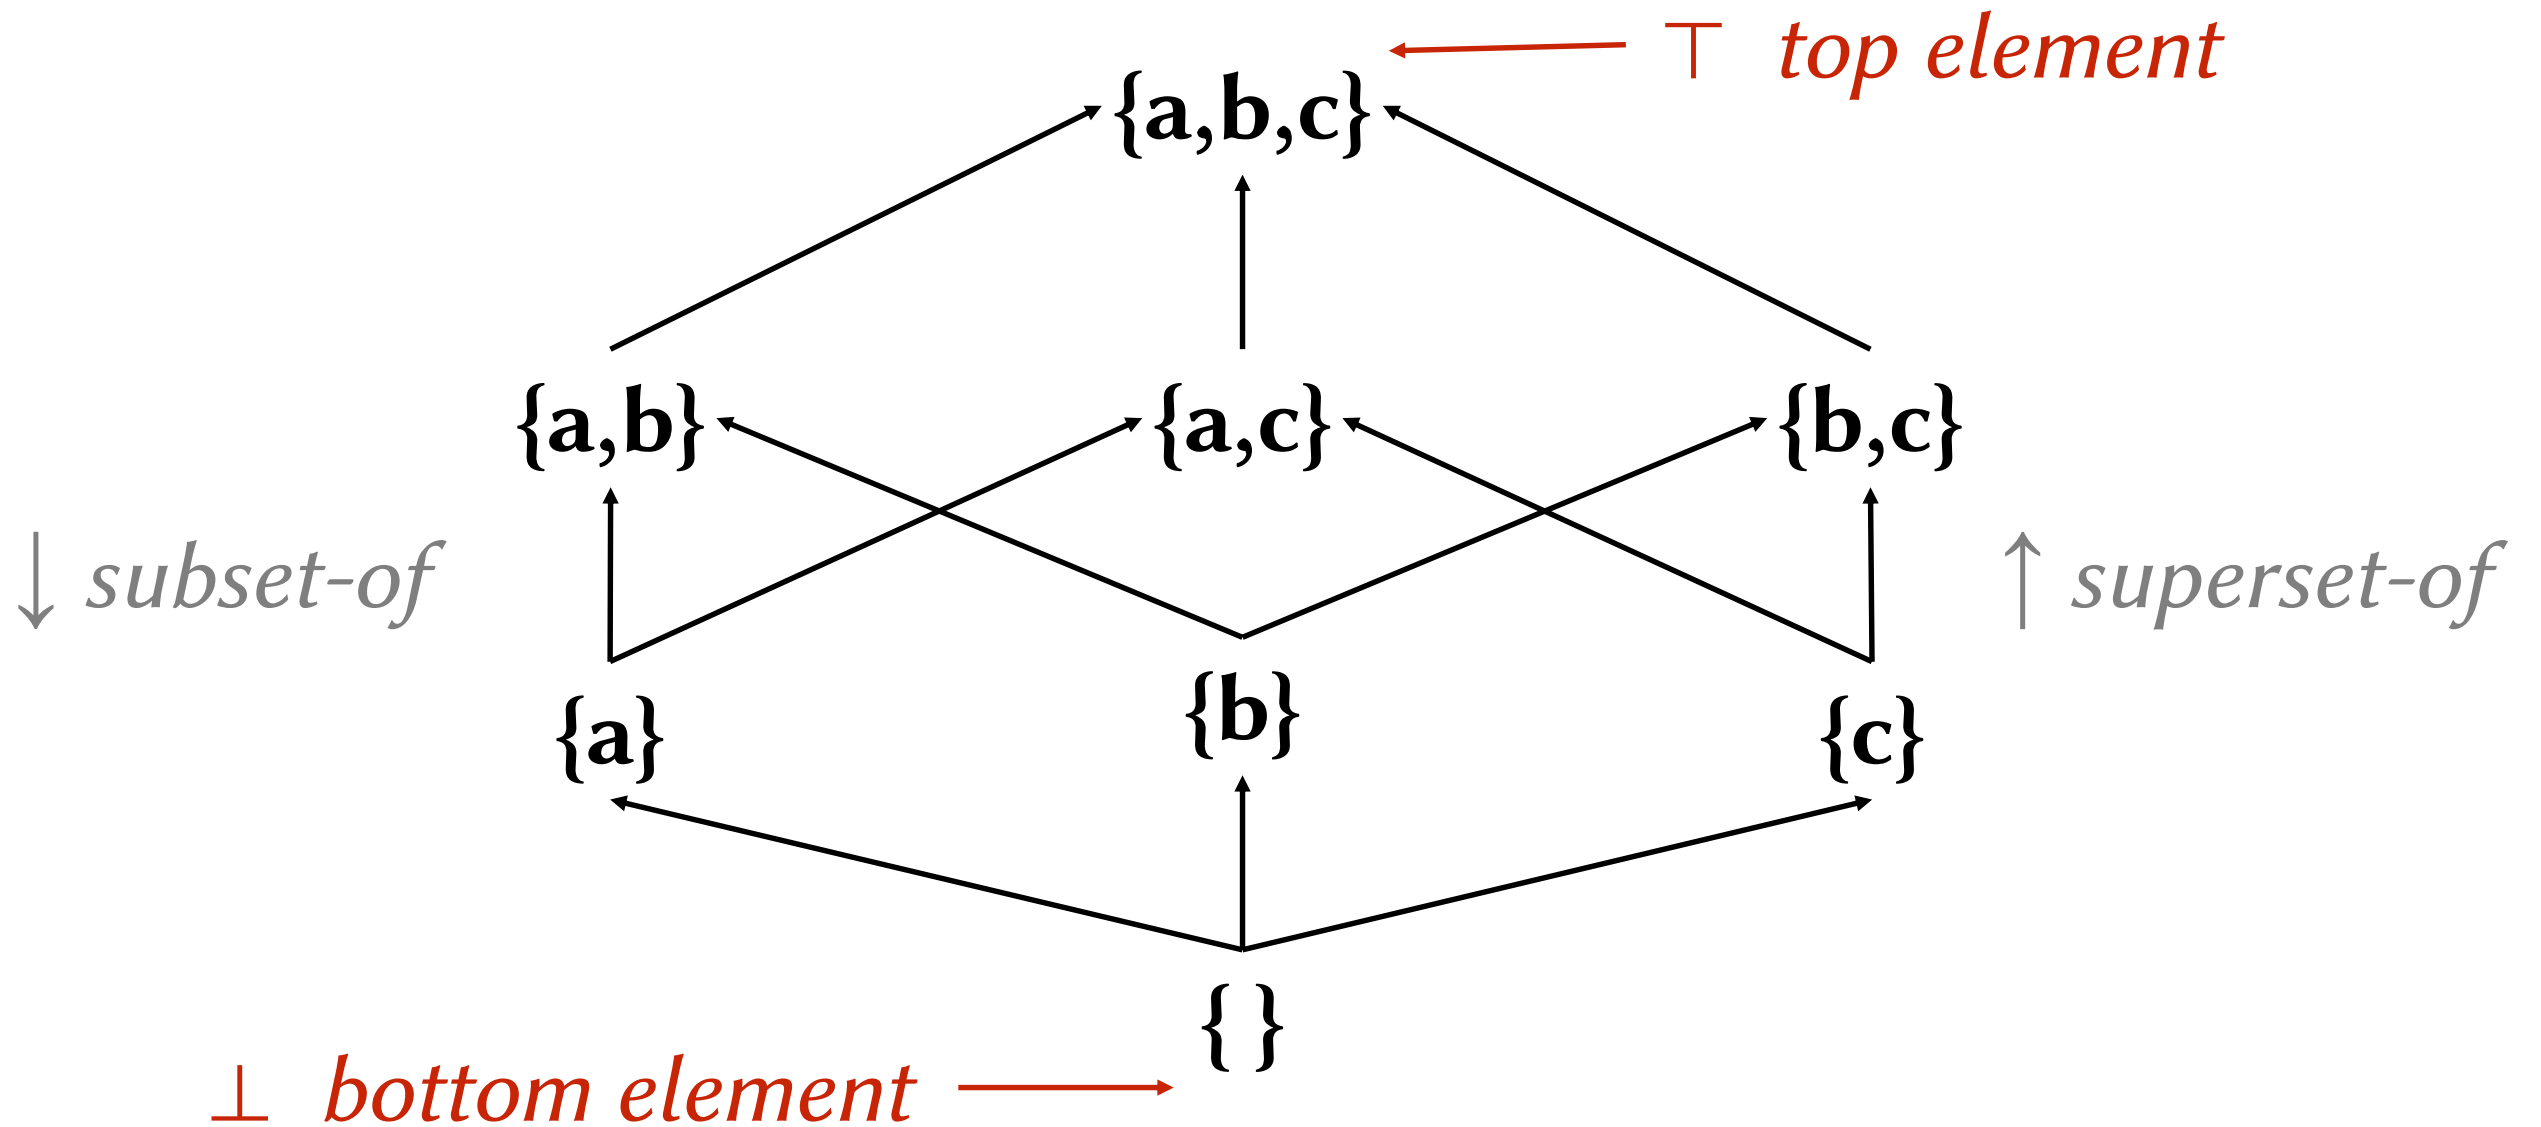 ⊤ top element
{a,b,c}
{a,b} {a,c} {b,c}
↓ subset-of ↑ superset-of
{a} {b} {c}
{ }
⊥ bottom element